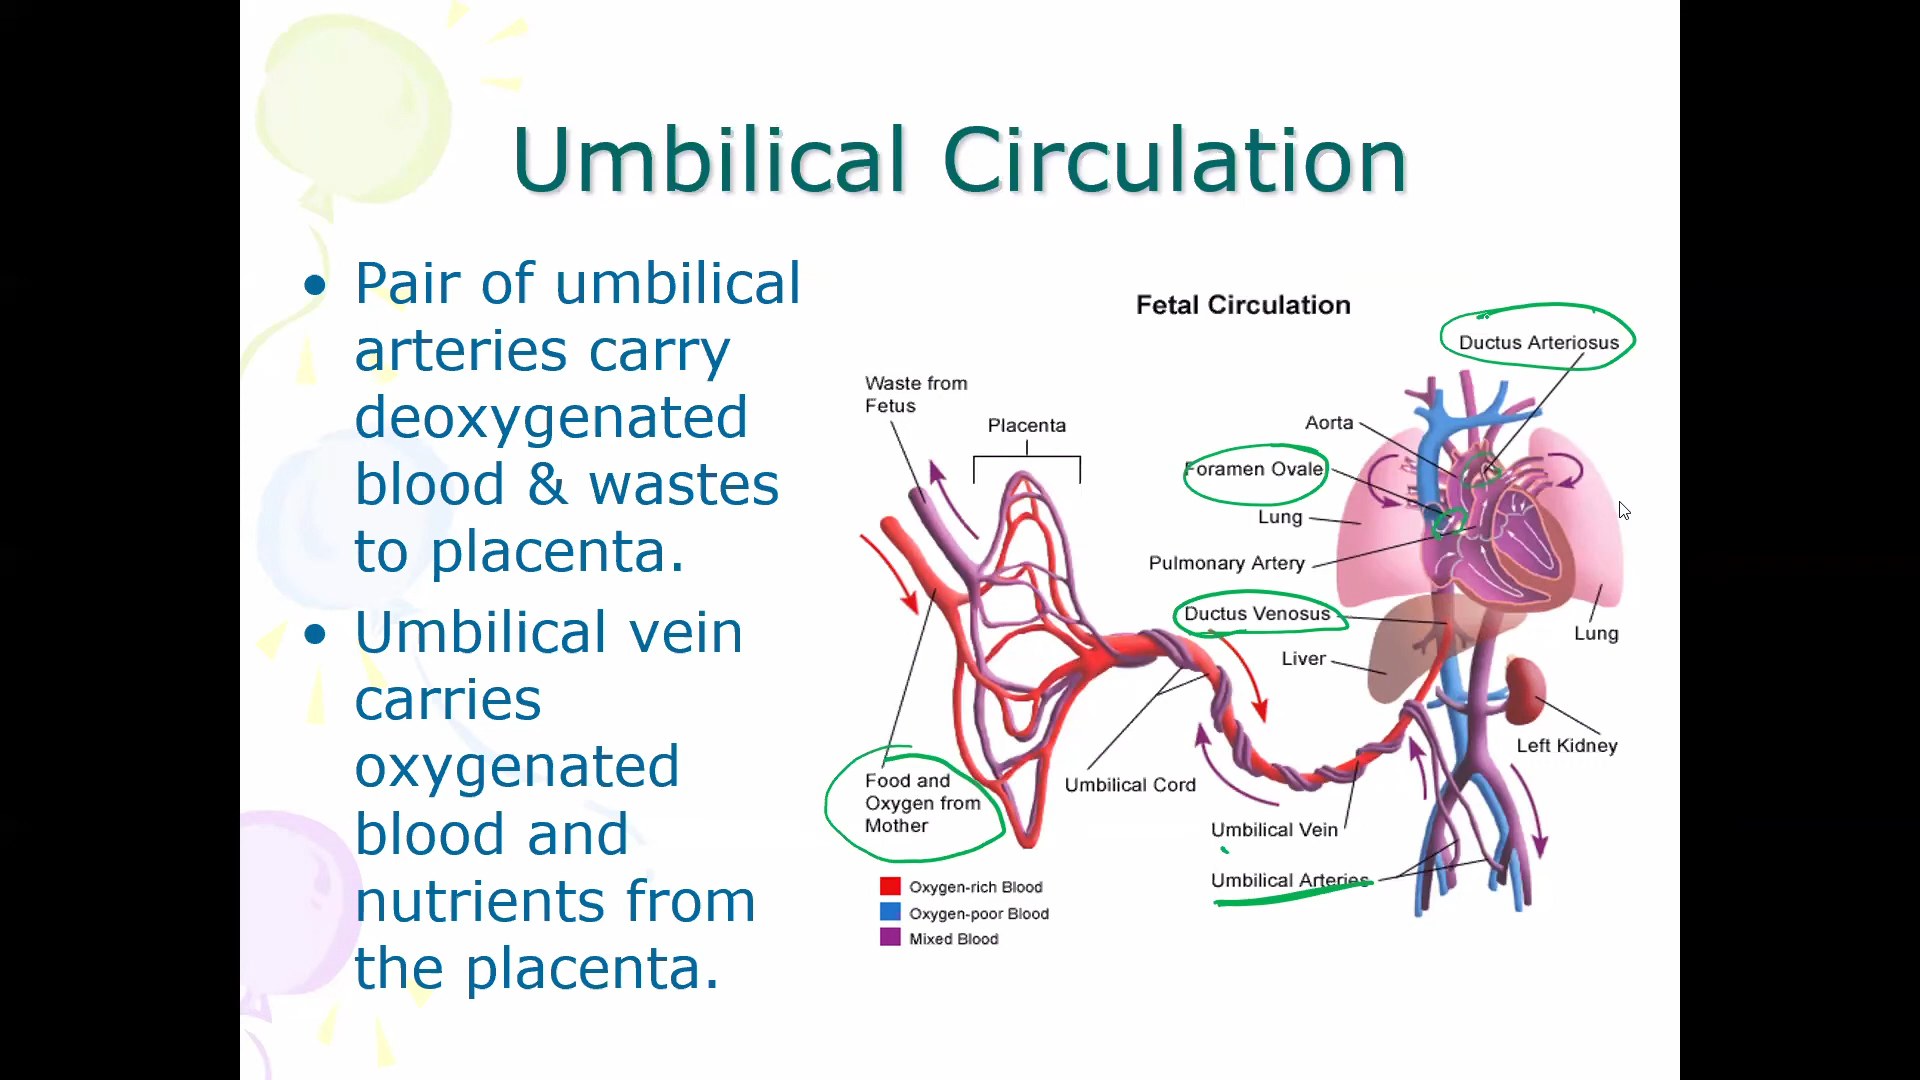 Umbilical Circulation
• Pair of umbilical
arteries carry
deoxygenated
blood & wastes
to placenta.
• Umbilical vein
carries
oxygenated
blood and
nutrients from
the placenta.
Fetal Circulation
Ductus Arteriosus
Waste from
Fetus
Placenta
Aorta
Foramen Ovale
Lung
Pulmonary Artery
Ductus Venosus
Lung
Liver
Left Kidney
Food and
Oxygen from
Mother
Umbilical Cord
Umbilical Vein
Umbilical Arteries
Oxygen-rich Blood
Oxygen-poor Blood
Mixed Blood